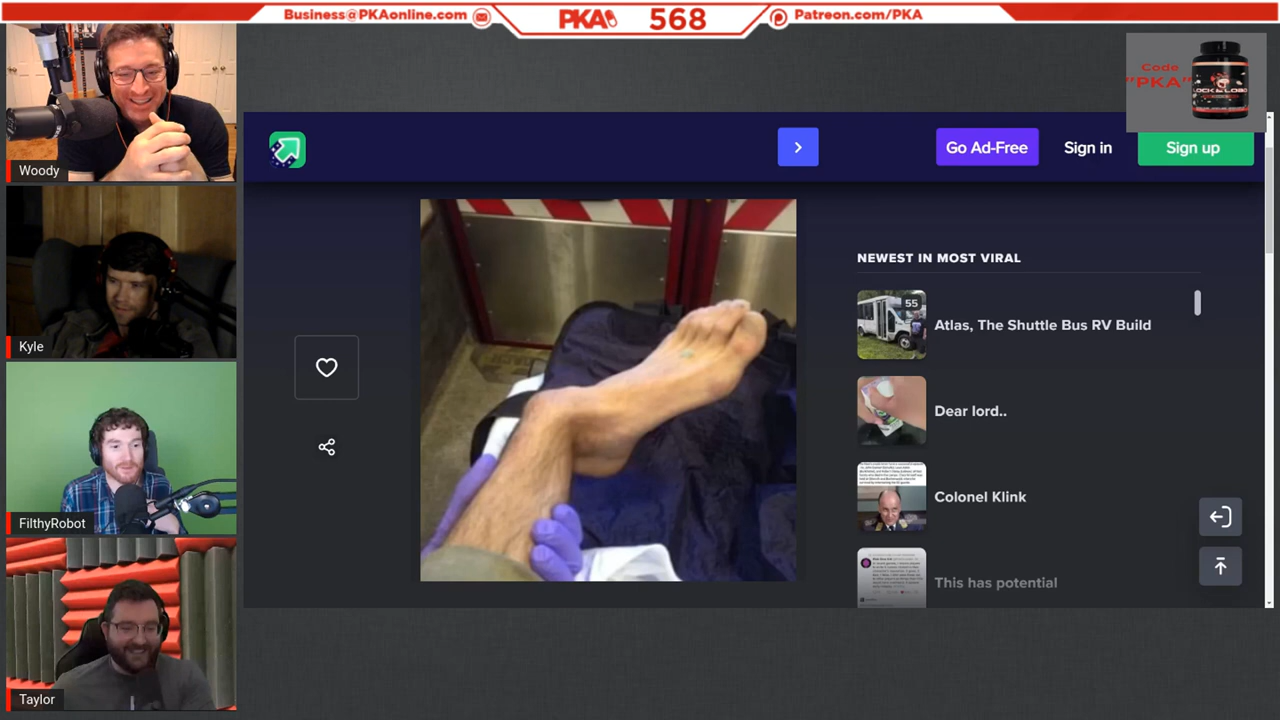 Business@PKAonline.com
PKA
568
Patreon.com/PKA
Code
"PKA"
LOCK & LOAD
Woody
Kyle
FilthyRobot
Taylor
Go Ad-Free
Sign in
Sign up
NEWEST IN MOST VIRAL
55
Atlas, The Shuttle Bus RV Build
Dear lord..
Colonel Klink
This has potential